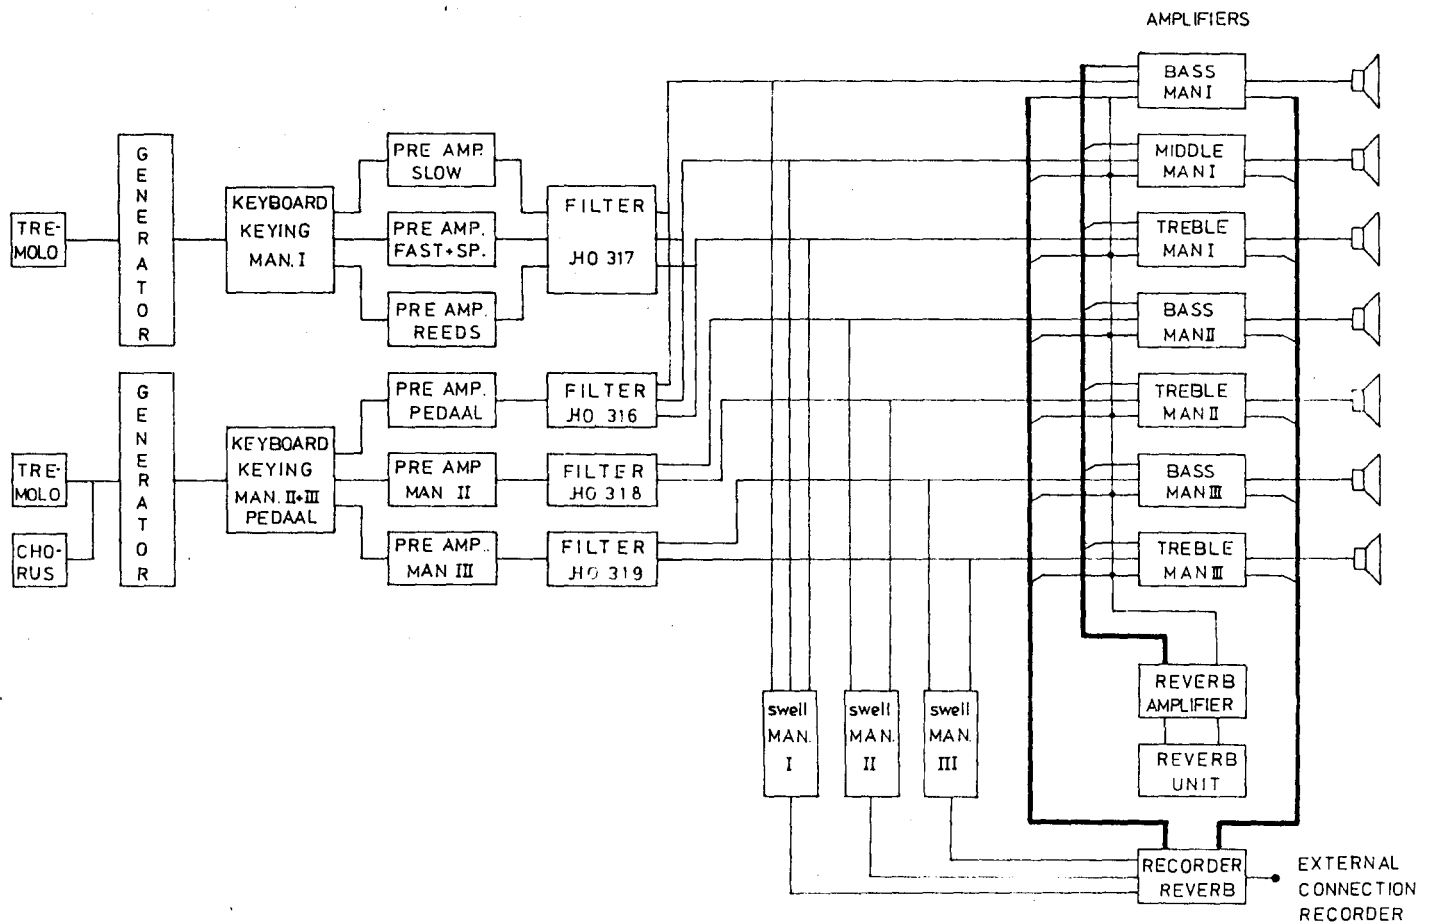 AMPLIFIERS
BASS
MAN I
MIDDLE
MAN I
TREBLE
MAN I
BASS
MAN II
TREBLE
MAN II
BASS
MAN III
TREBLE
MAN III
TRE-
MOLO
GENERATOR
KEYBOARD
KEYING
MAN. I
PRE AMP.
SLOW
PRE AMP.
FAST+SP.
PRE AMP.
REEDS
FILTER
JHO 317
TRE-
MOLO
CHO-
RUS
GENERATOR
KEYBOARD
KEYING
MAN. II+III
PEDAAL
PRE AMP.
PEDAAL
PRE AMP
MAN II
PRE AMP.
MAN III
FILTER
JHO 316
FILTER
JHO 318
FILTER
JHO 319
swell
MAN.
I
swell
MAN.
II
swell
MAN.
III
REVERB
AMPLIFIER
REVERB
UNIT
RECORDER
REVERB
EXTERNAL
CONNECTION
RECORDER